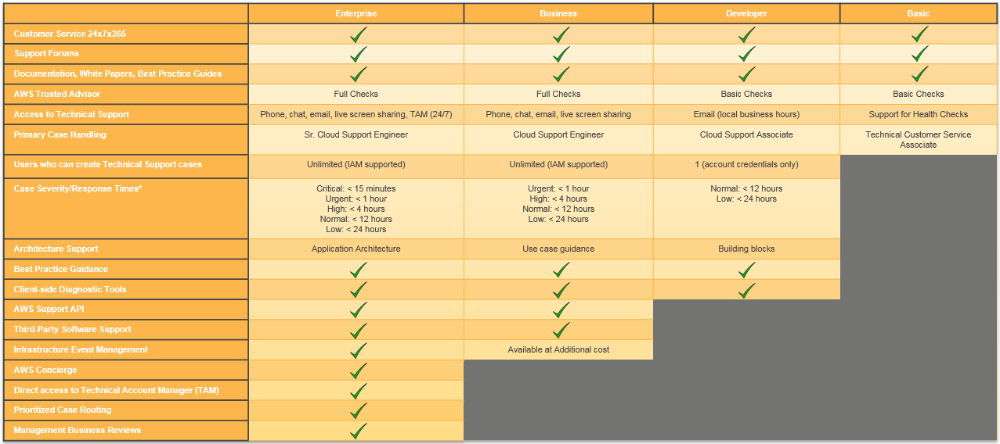 Enterprise Business Developer Basic
Customer Service 24x7x365
Support Forums
Documentation, White Papers, Best Practice Guides
AWS Trusted Advisor Full Checks Full Checks Basic Checks Basic Checks
Access to Technical Support Phone, chat, email, live screen sharing, TAM (24/7) Phone, chat, email, live screen sharing Email (local business hours) Support for Health Checks
Primary Case Handling Sr. Cloud Support Engineer Cloud Support Engineer Cloud Support Associate Technical Customer Service
Associate
Users who can create Technical Support cases Unlimited (IAM supported) Unlimited (IAM supported) 1 (account credentials only)
Case Severity/Response Times* Critical: < 15 minutes Urgent: < 1 hour Normal: < 12 hours
Urgent: < 1 hour High: < 4 hours Low: < 24 hours
High: < 4 hours Normal: < 12 hours
Normal: < 12 hours Low: < 24 hours
Low: < 24 hours
Architecture Support Application Architecture Use case guidance Building blocks
Best Practice Guidance
Client-side Diagnostic Tools
AWS Support API
Third-Party Software Support
Infrastructure Event Management Available at Additional cost
AWS Concierge
Direct access to Technical Account Manager (TAM)
Prioritized Case Routing
Management Business Reviews